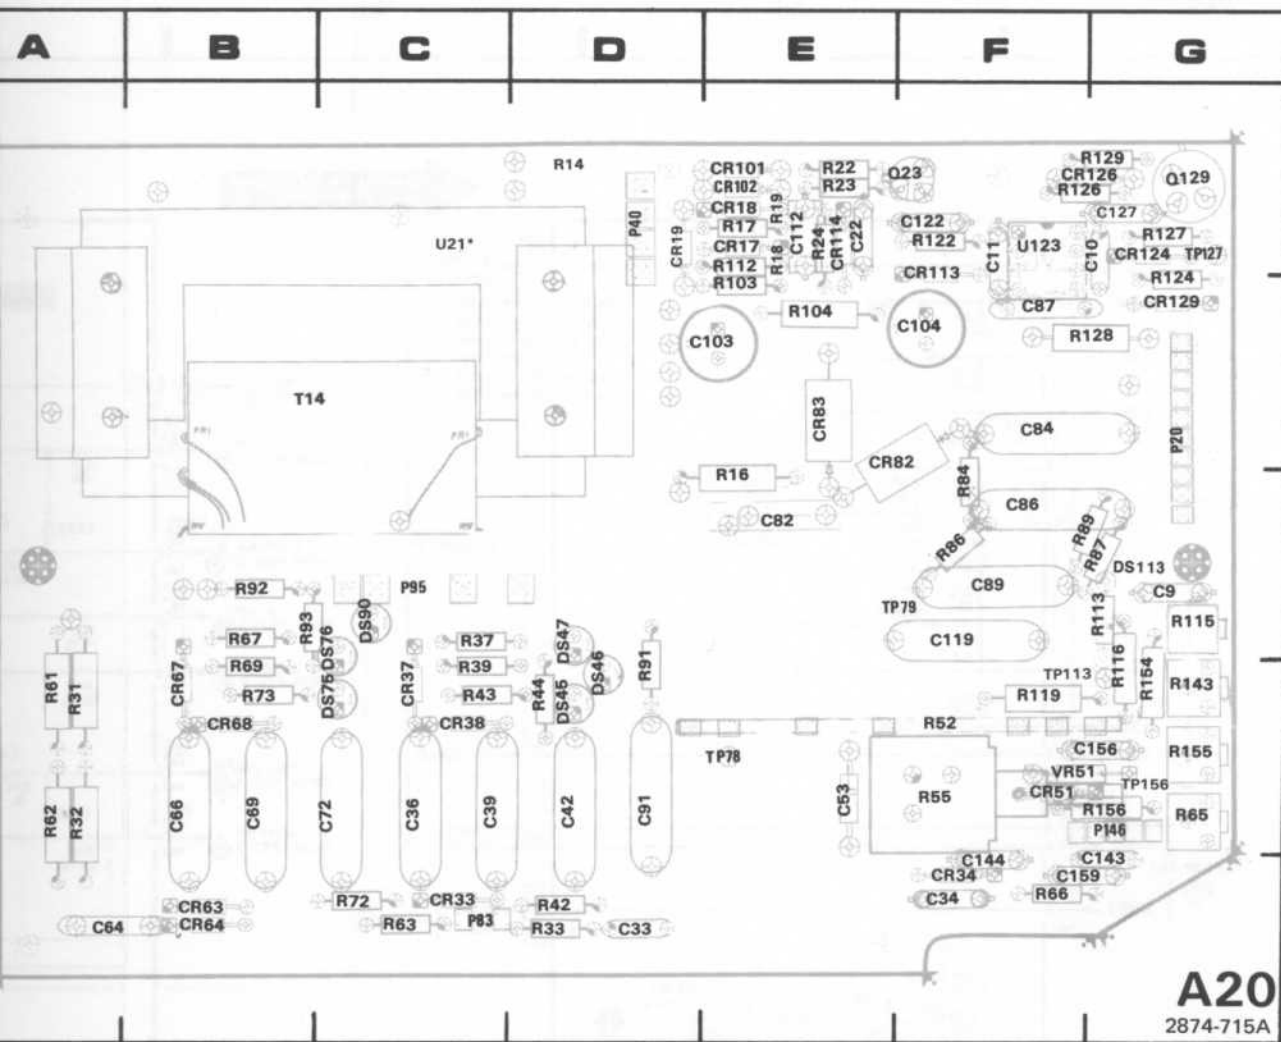 A B C D E F G
R14
CR101 R22 Q23 R129
CR102 R23 CR126 Q129
R126
P40 CR18 R19 C127
R17 C122 R127
U21* CR19 CR17 R18 C112 R24 CR114 C22 R122 C11 U123 C10 CR124 TP127
R112 CR113 R124
R103 CR129
R104 C87
C103 C104 R128
T14 CR83 C84 P20
CR82
R16 R84
C86
C82 R89
R86 R87
DS113
R92 P95 C89 C9
R93 DS90 TP79 R113 R115
R67 DS76 R37 DS47 C119
R69 R39 R91
R61 R31 CR67 R73 DS75 CR37 R43 R44 DS45 DS46 TP113 R116 R154 R143
R119
CR68 CR38 R52
TP78 C156 R155
VR51
CR51 TP156
R62 R32 C66 C69 C72 C36 C39 C42 C91 C53 R55 R156 R65
P146
C144 C143
CR34 C159
CR63 R72 CR33 R42 C34 R66
C64 CR64 R63 P83 R33 C33
A20
2874-715A